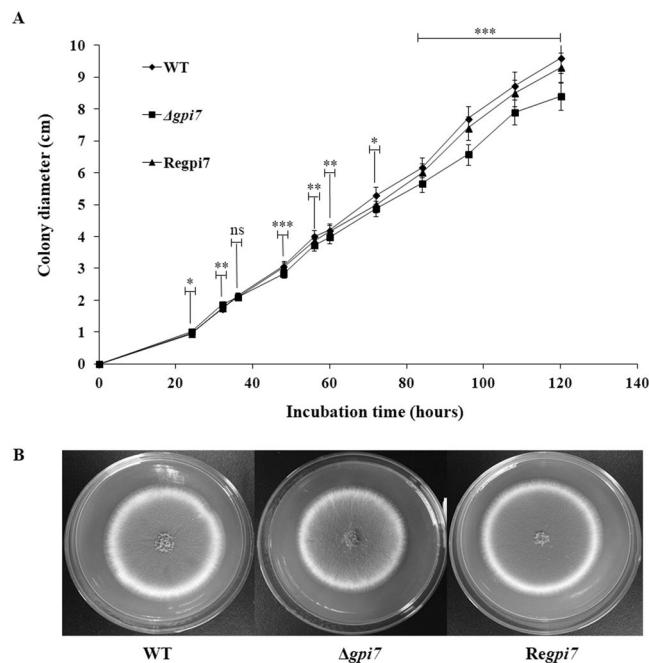 A
***
10
9
8
7
6
5
4
3
2
1
0
Colony diameter (cm)
WT
Δgpi7
Regpi7
*
**
ns
***
**
**
*
0 20 40 60 80 100 120 140
Incubation time (hours)
B
WT Δgpi7 Regpi7